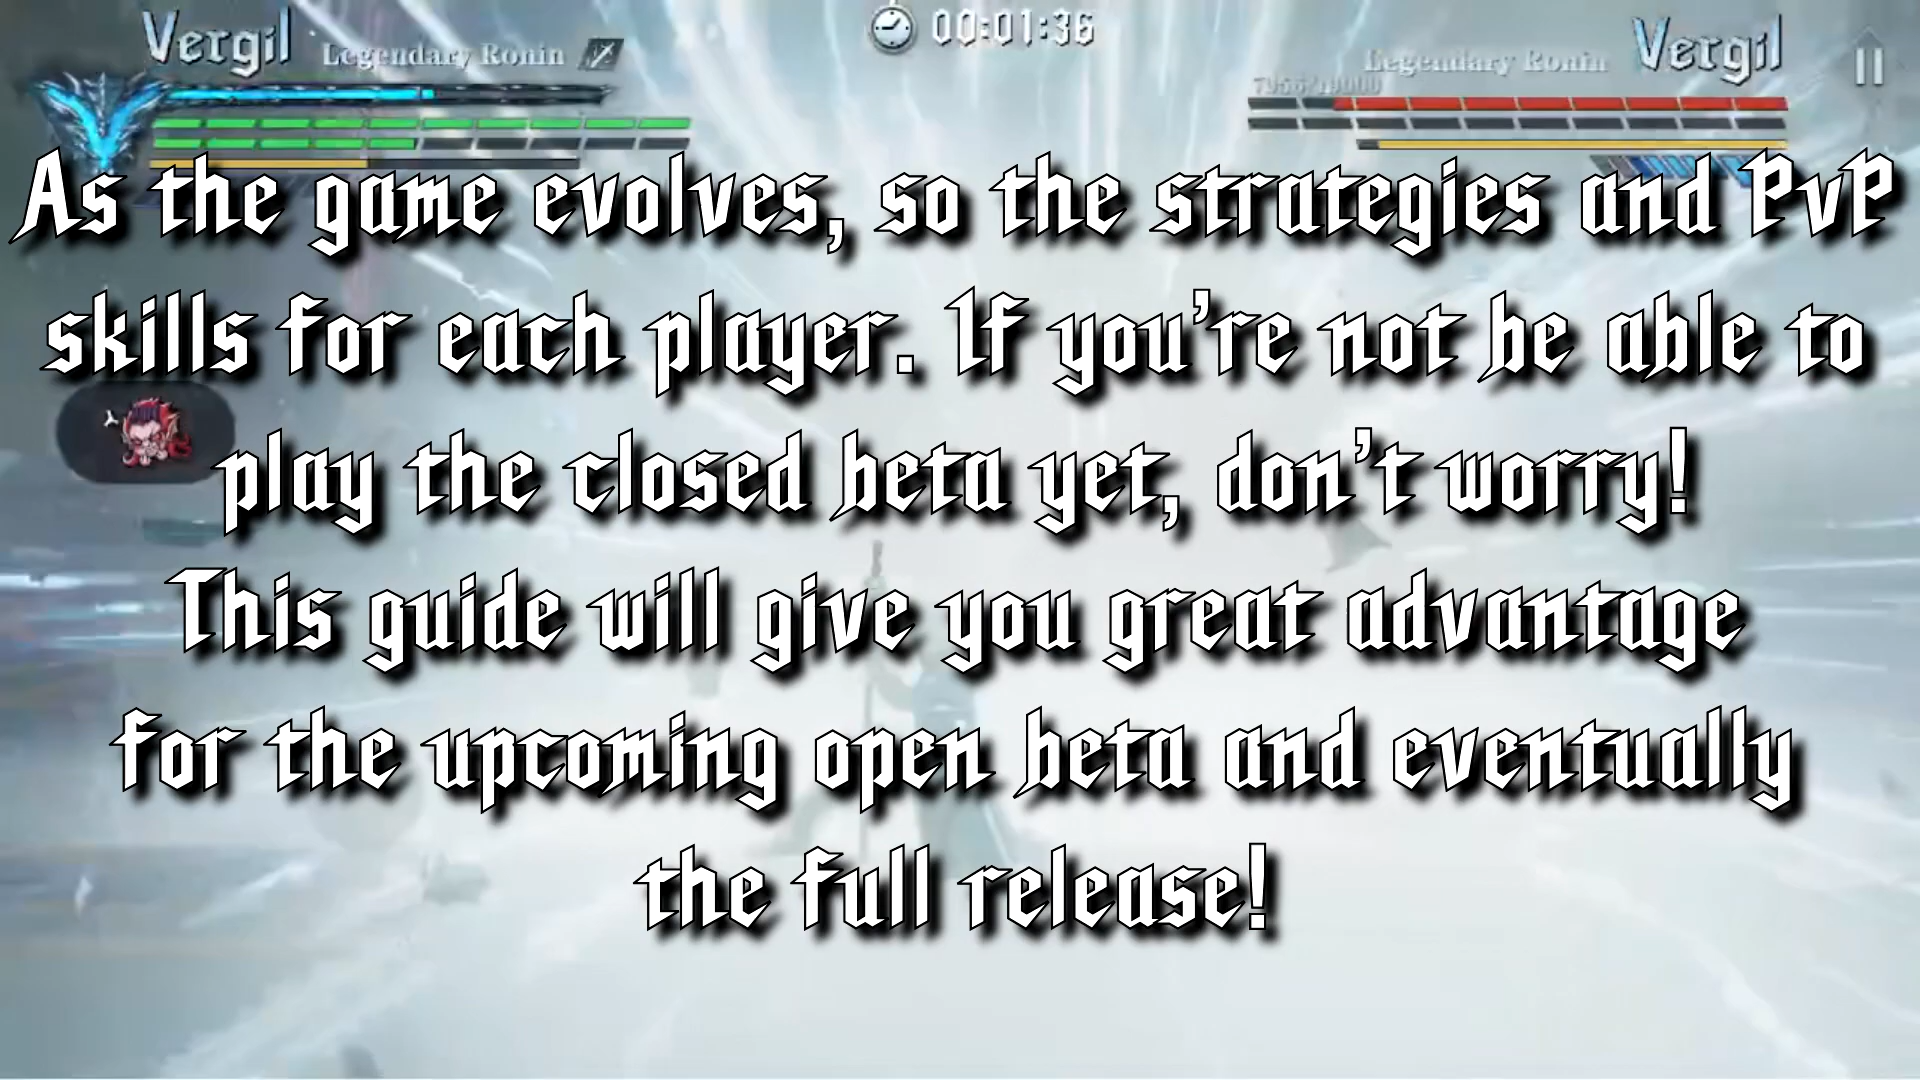 Vergil Legendary Ronin 00:01:36 Legendary Ronin Vergil
As the game evolves, so the strategies and PvP
skills for each player. If you're not be able to
play the closed beta yet, don't worry!
This guide will give you great advantage
for the upcoming open beta and eventually
the full release!